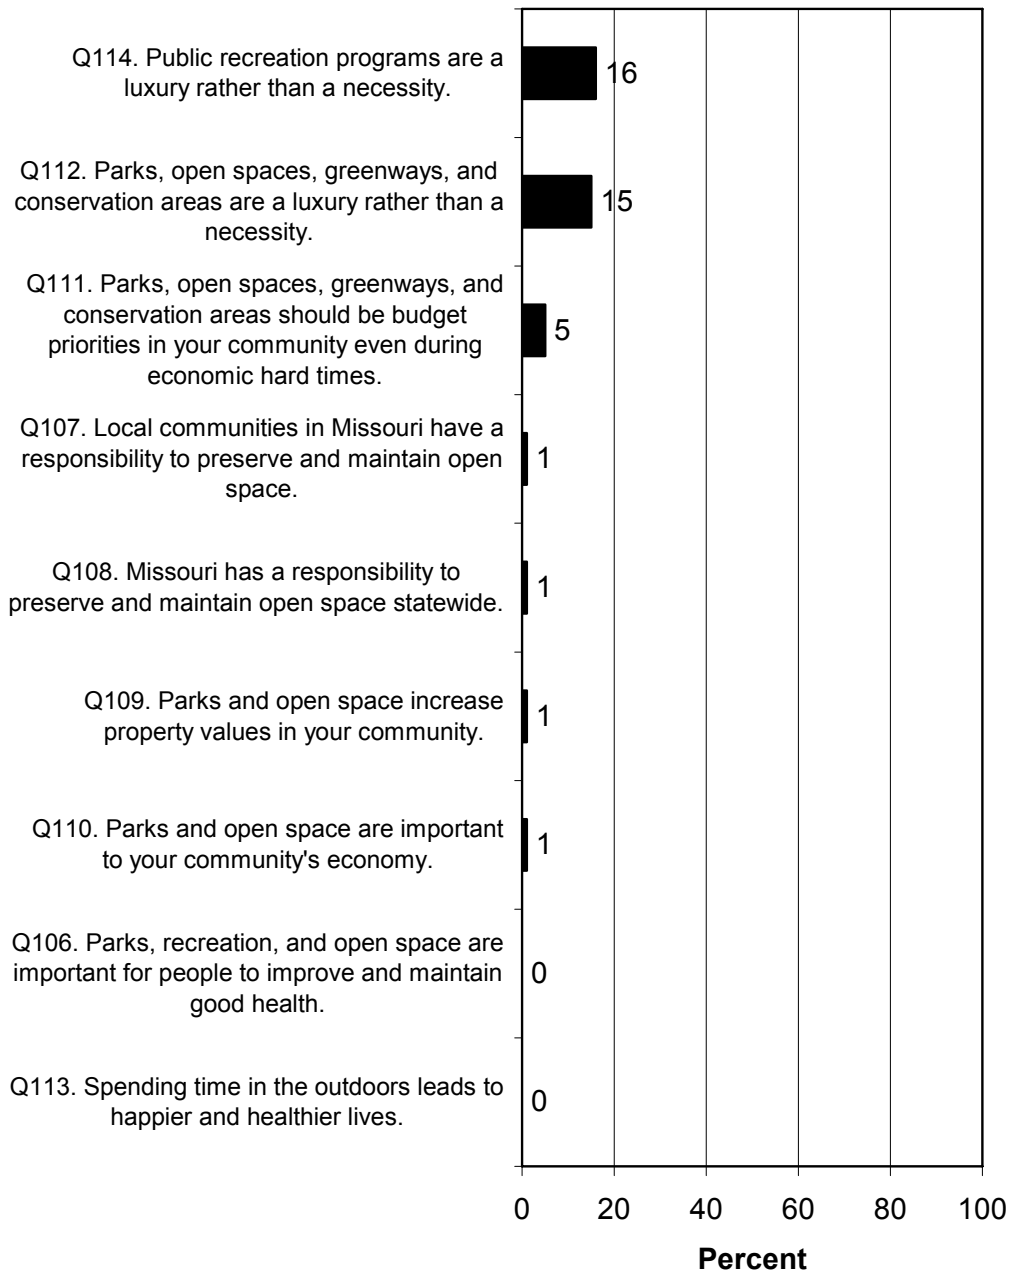 Q114. Public recreation programs are a
luxury rather than a necessity.
16
Q112. Parks, open spaces, greenways, and
conservation areas are a luxury rather than a
necessity.
15
Q111. Parks, open spaces, greenways, and
conservation areas should be budget
priorities in your community even during
economic hard times.
5
Q107. Local communities in Missouri have a
responsibility to preserve and maintain open
space.
1
Q108. Missouri has a responsibility to
preserve and maintain open space statewide.
1
Q109. Parks and open space increase
property values in your community.
1
Q110. Parks and open space are important
to your community's economy.
1
Q106. Parks, recreation, and open space are
important for people to improve and maintain
good health.
0
Q113. Spending time in the outdoors leads to
happier and healthier lives.
0
0 20 40 60 80 100
Percent